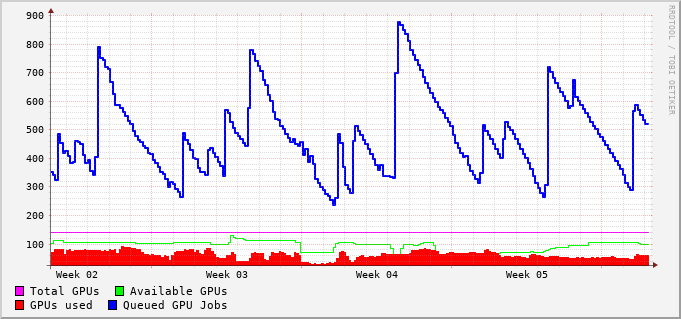 900
800
700
600
500
400
300
200
100
Week 02 Week 03 Week 04 Week 05
Total GPUs Available GPUs
GPUs used Queued GPU Jobs
RRDTOOL / TOBI OETIKER